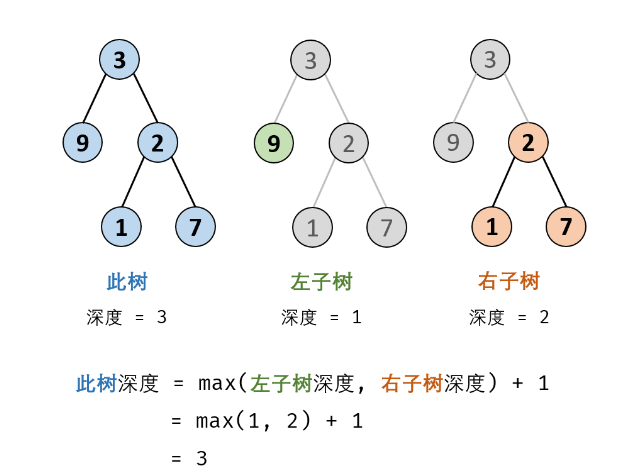 3 3 3
9 2 9 2 9 2
1 7 1 7 1 7
此树 左子树 右子树
深度 = 3 深度 = 1 深度 = 2
此树深度 = max(左子树深度, 右子树深度) + 1
= max(1, 2) + 1
= 3